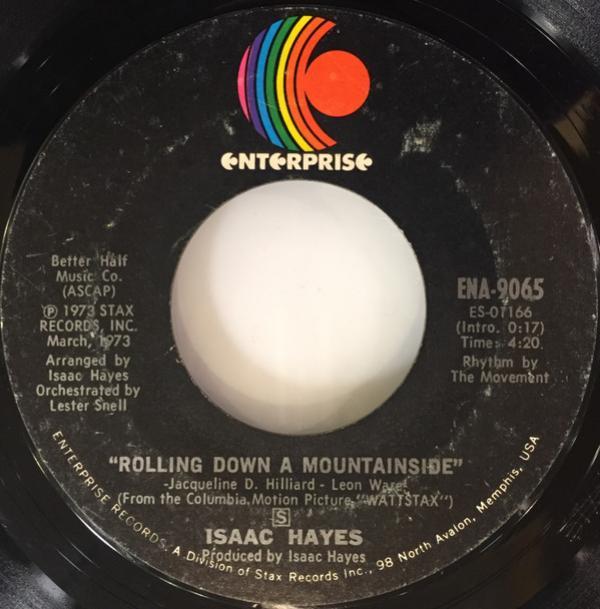 ENTERPRISE
Better Half
Music Co.
(ASCAP)
℗ 1973 STAX
RECORDS, INC.
March, 1973
Arranged by
Isaac Hayes
Orchestrated by
Lester Snell
ENA-9065
ES-01166
(Intro. 0:17)
Time: 4:20
Rhythm by
The Movement
"ROLLING DOWN A MOUNTAINSIDE"
-Jacqueline D. Hilliard - Leon Ware-
(From the Columbia Motion Picture, "WATTSTAX")
S
ISAAC HAYES
Produced by Isaac Hayes
ENTERPRISE RECORDS, A Division of Stax Records Inc., 98 North Avalon, Memphis, USA